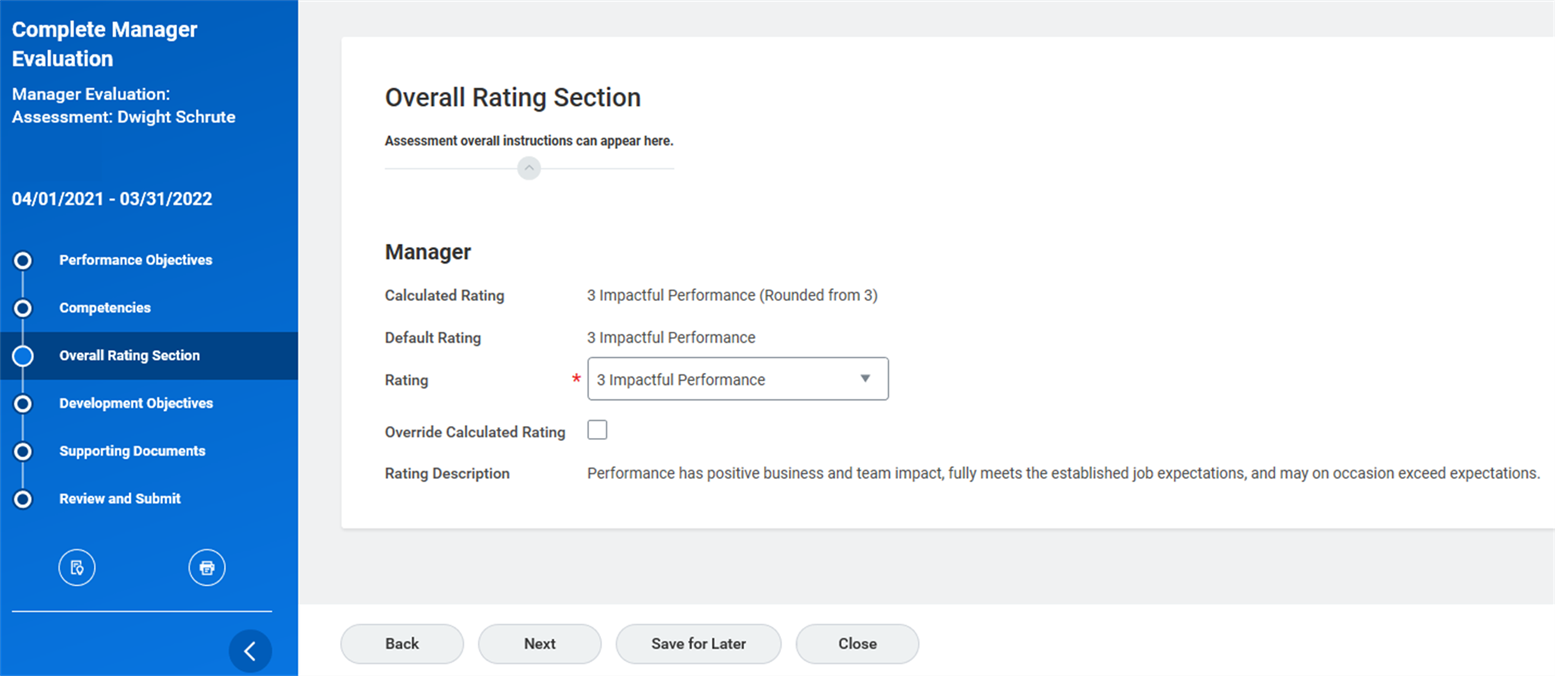 Complete Manager
Evaluation
Manager Evaluation:
Assessment: Dwight Schrute
04/01/2021 - 03/31/2022
Performance Objectives
Competencies
Overall Rating Section
Development Objectives
Supporting Documents
Review and Submit
Overall Rating Section
Assessment overall instructions can appear here.
Manager
Calculated Rating 3 Impactful Performance (Rounded from 3)
Default Rating 3 Impactful Performance
Rating * 3 Impactful Performance
Override Calculated Rating
Rating Description Performance has positive business and team impact, fully meets the established job expectations, and may on occasion exceed expectations.
Back Next Save for Later Close